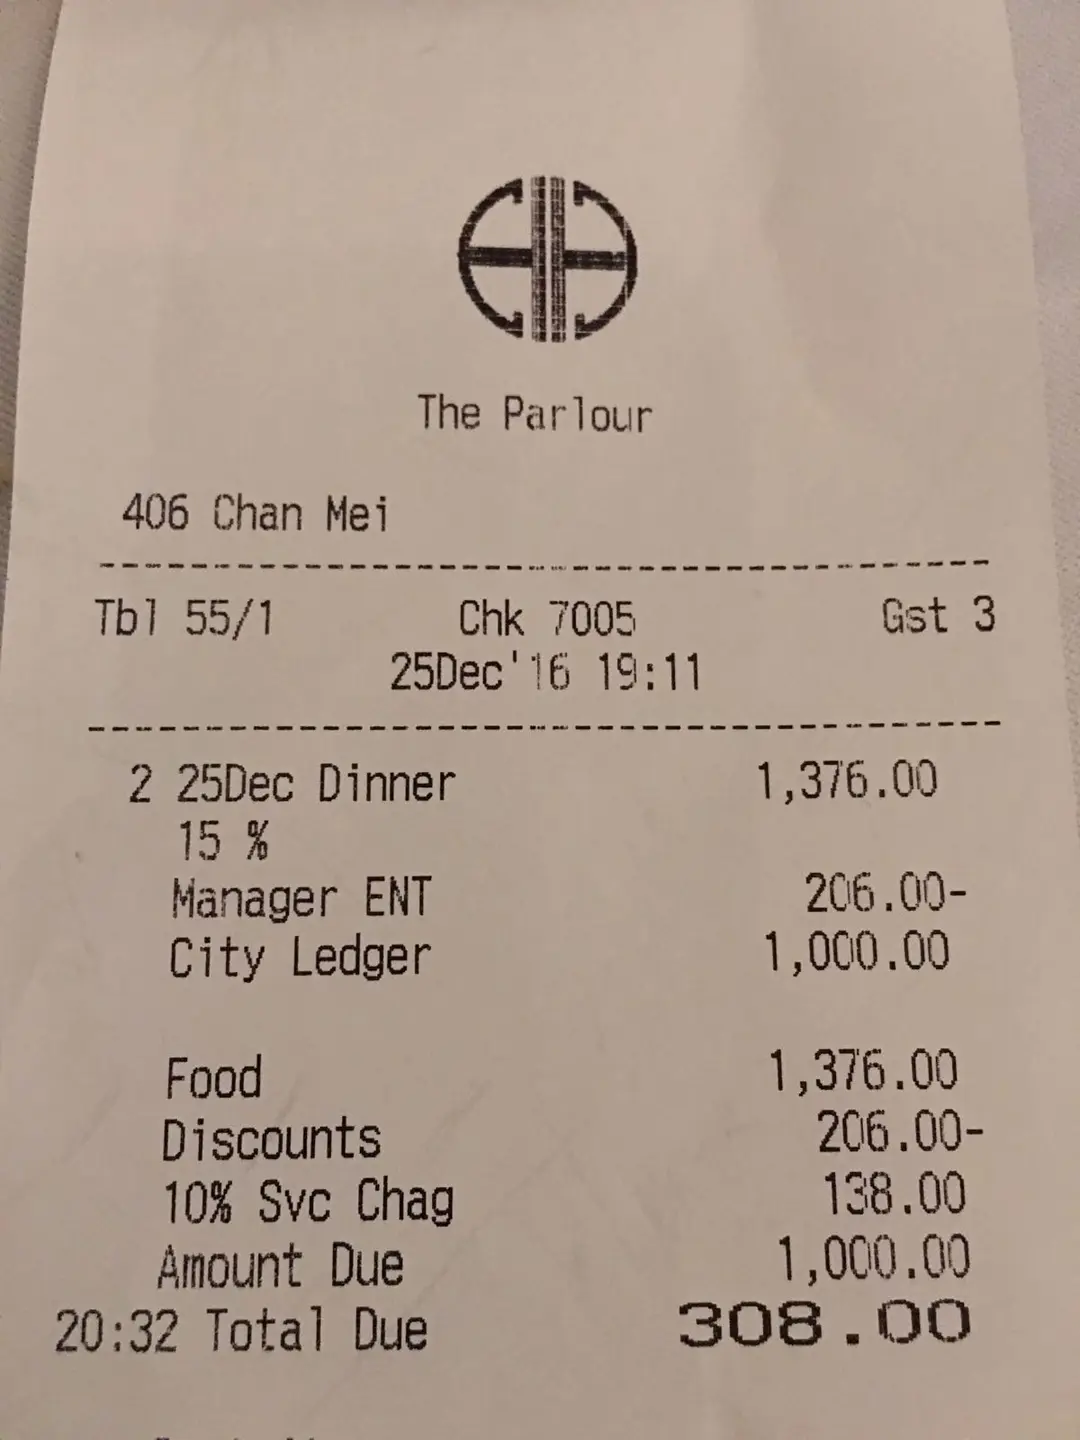 The Parlour
406 Chan Mei
Tbl 55/1 Chk 7005 Gst 3
25Dec'16 19:11
2 25Dec Dinner 1,376.00
15 %
Manager ENT 206.00-
City Ledger 1,000.00
Food 1,376.00
Discounts 206.00-
10% Svc Chag 138.00
Amount Due 1,000.00
20:32 Total Due 308.00